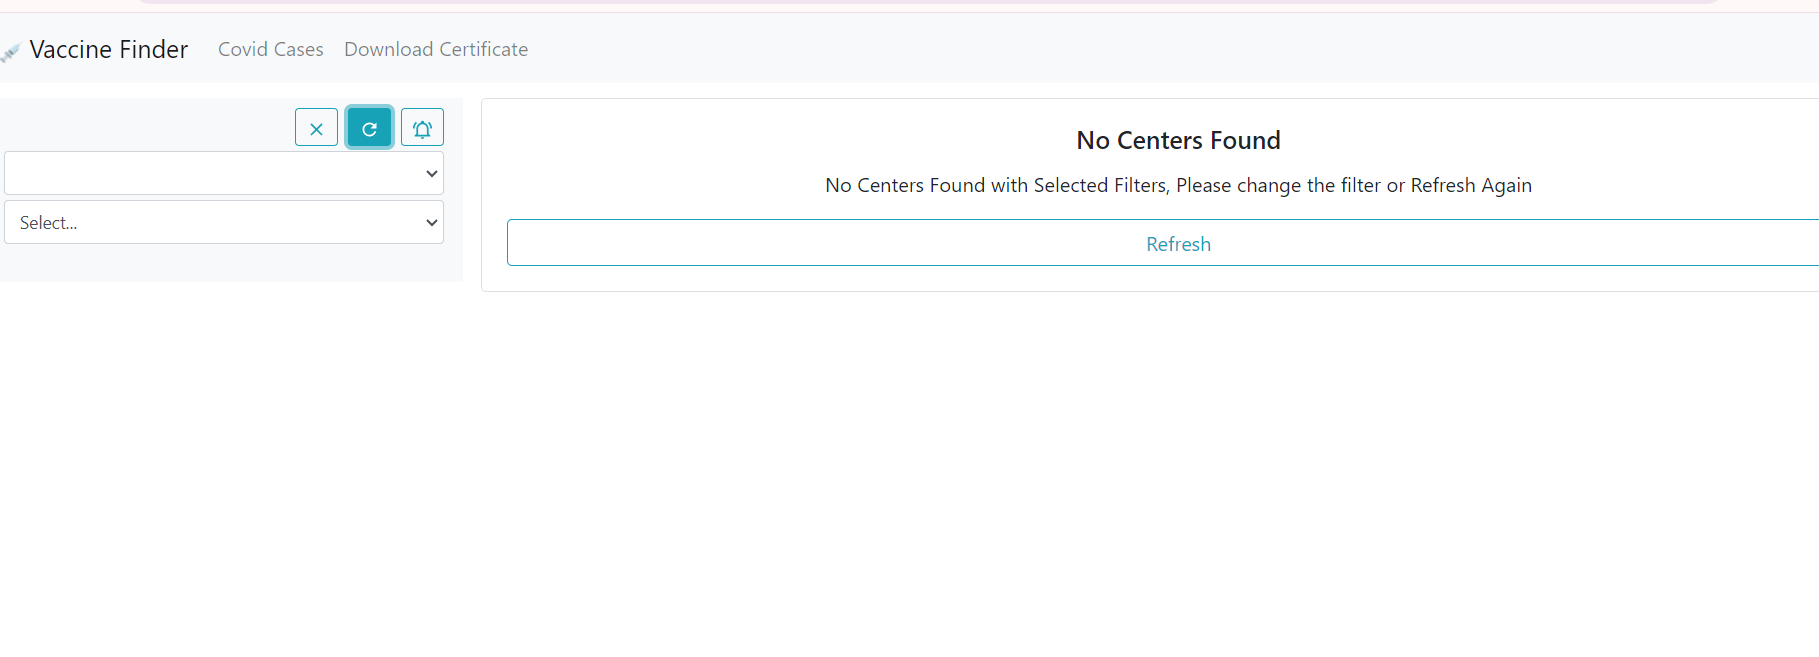 Vaccine Finder Covid Cases Download Certificate
Select...
No Centers Found
No Centers Found with Selected Filters, Please change the filter or Refresh Again
Refresh